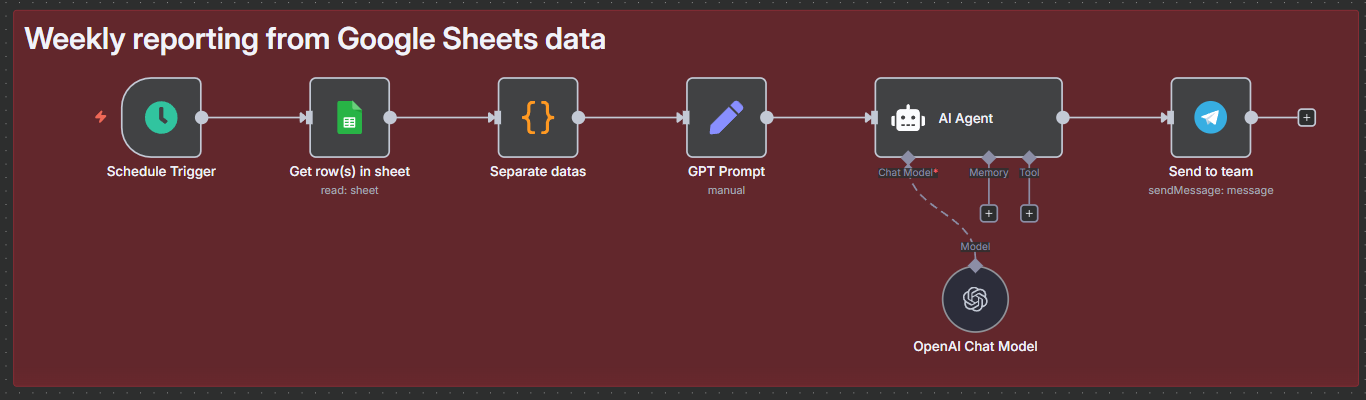 Weekly reporting from Google Sheets data
AI Agent
Schedule Trigger
Get row(s) in sheet
read: sheet
Separate datas
GPT Prompt
manual
Chat Model*
Memory
Tool
Send to team
sendMessage: message
Model
OpenAI Chat Model